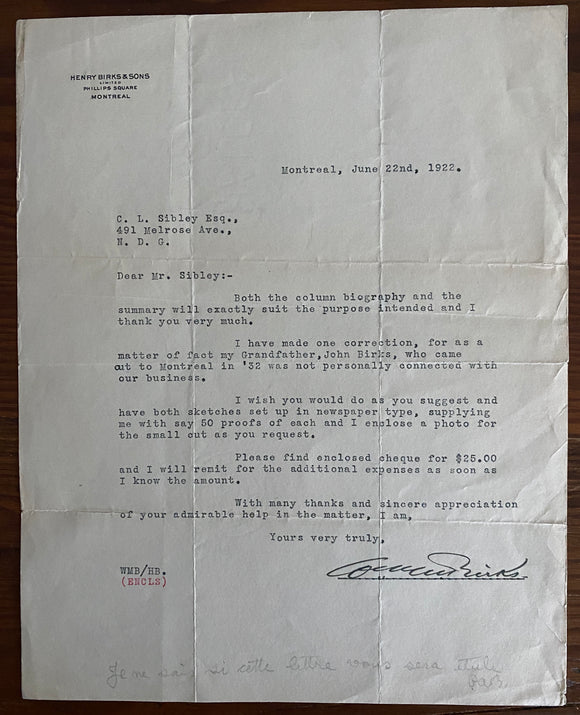 HENRY BIRKS & SONS
LIMITED
PHILLIPS SQUARE
MONTREAL
Montreal, June 22nd, 1922.
C. L. Sibley Esq.,
491 Melrose Ave.,
N. D. G.
Dear Mr. Sibley:-
Both the column biography and the
summary will exactly suit the purpose intended and I
thank you very much.
I have made one correction, for as a
matter of fact my Grandfather, John Birks, who came
out to Montreal in '32 was not personally connected with
our business.
I wish you would do as you suggest and
have both sketches set up in newspaper type, supplying
me with say 50 proofs of each and I enclose a photo for
the small cut as you request.
Please find enclosed cheque for $25.00
and I will remit for the additional expenses as soon as
I know the amount.
With many thanks and sincere appreciation
of your admirable help in the matter, I am,
Yours very truly,
Birks.
WMB/HB.
(ENCLS)
Je ne sais si cette lettre vous sera utile